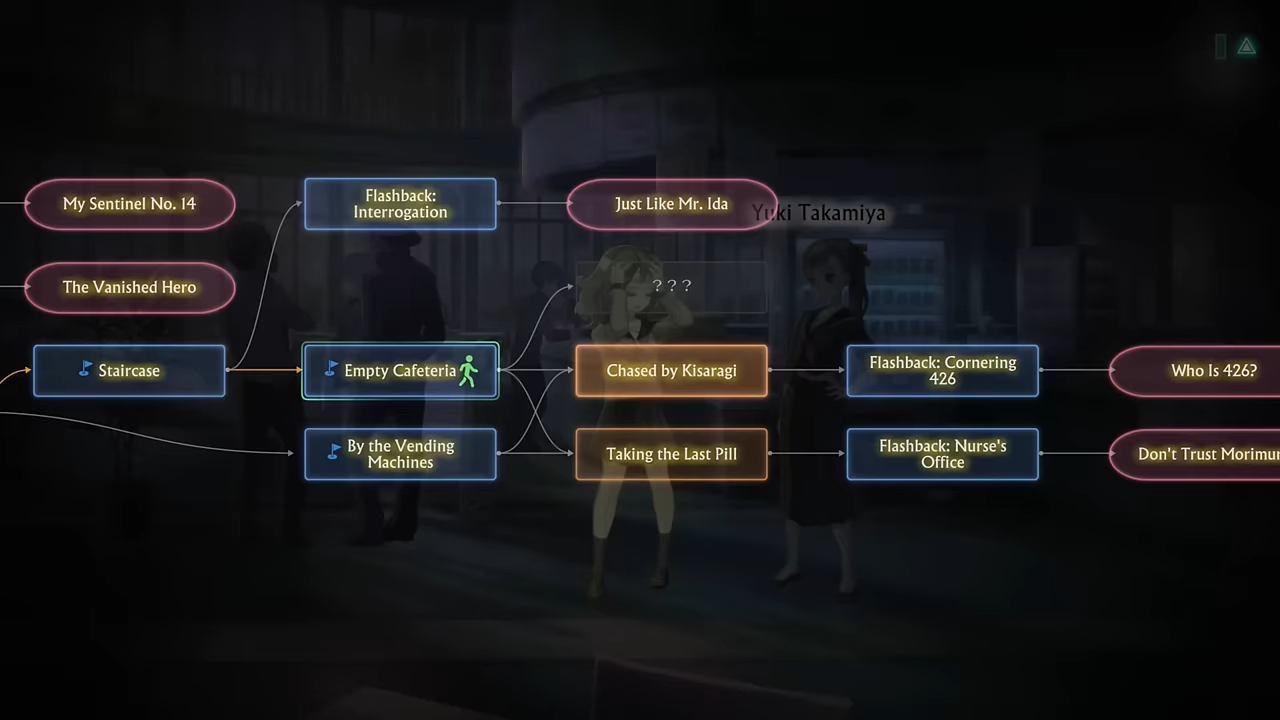 My Sentinel No. 14
Flashback:
Interrogation
Just Like Mr. Ida
Yuki Takamiya
The Vanished Hero
? ? ?
Staircase
Empty Cafeteria
Chased by Kisaragi
Flashback: Cornering
426
Who Is 426?
By the Vending
Machines
Taking the Last Pill
Flashback: Nurse's
Office
Don't Trust Morimur